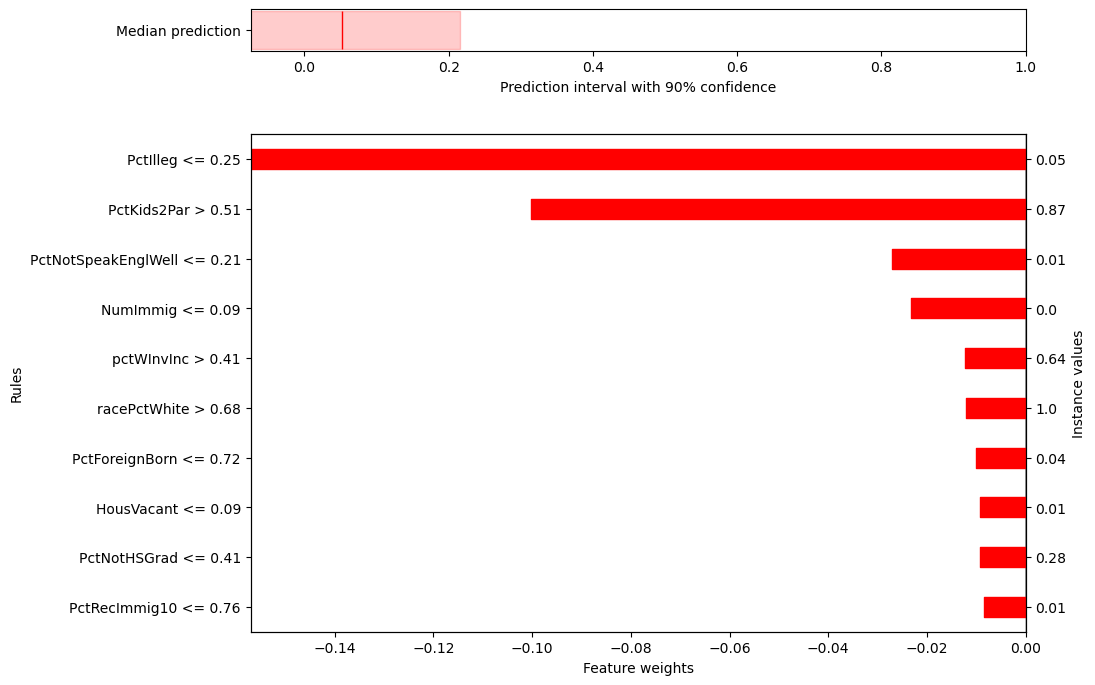 Median prediction
0.0 0.2 0.4 0.6 0.8 1.0
Prediction interval with 90% confidence
PctIlleg <= 0.25 0.05
PctKids2Par > 0.51 0.87
PctNotSpeakEnglWell <= 0.21 0.01
NumImmig <= 0.09 0.0
pctWInvInc > 0.41 0.64
racePctWhite > 0.68 1.0
PctForeignBorn <= 0.72 0.04
HousVacant <= 0.09 0.01
PctNotHSGrad <= 0.41 0.28
PctRecImmig10 <= 0.76 0.01
Rules
Instance values
−0.14 −0.12 −0.10 −0.08 −0.06 −0.04 −0.02 0.00
Feature weights